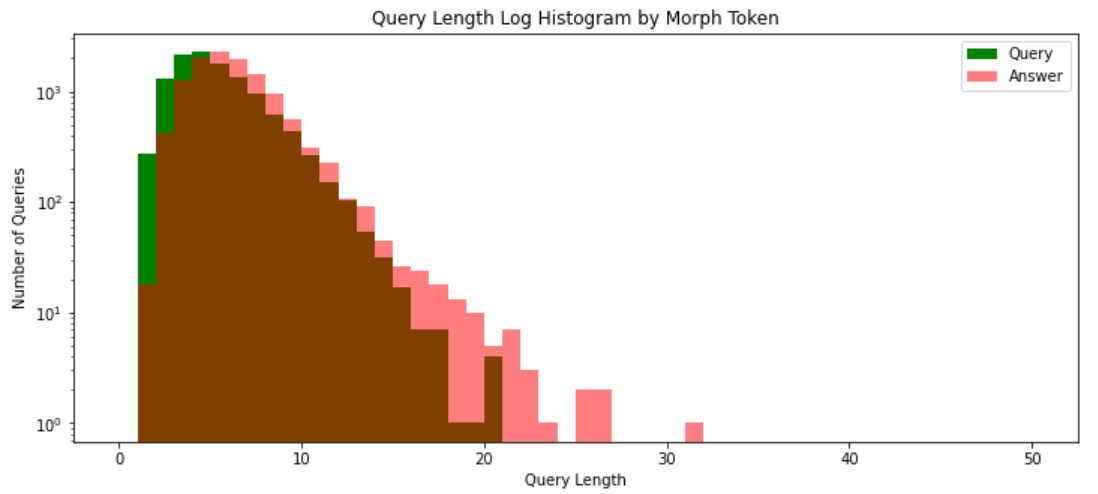 Query Length Log Histogram by Morph Token
Query
Answer
Number of Queries
10³
10²
10¹
10⁰
0 10 20 30 40 50
Query Length